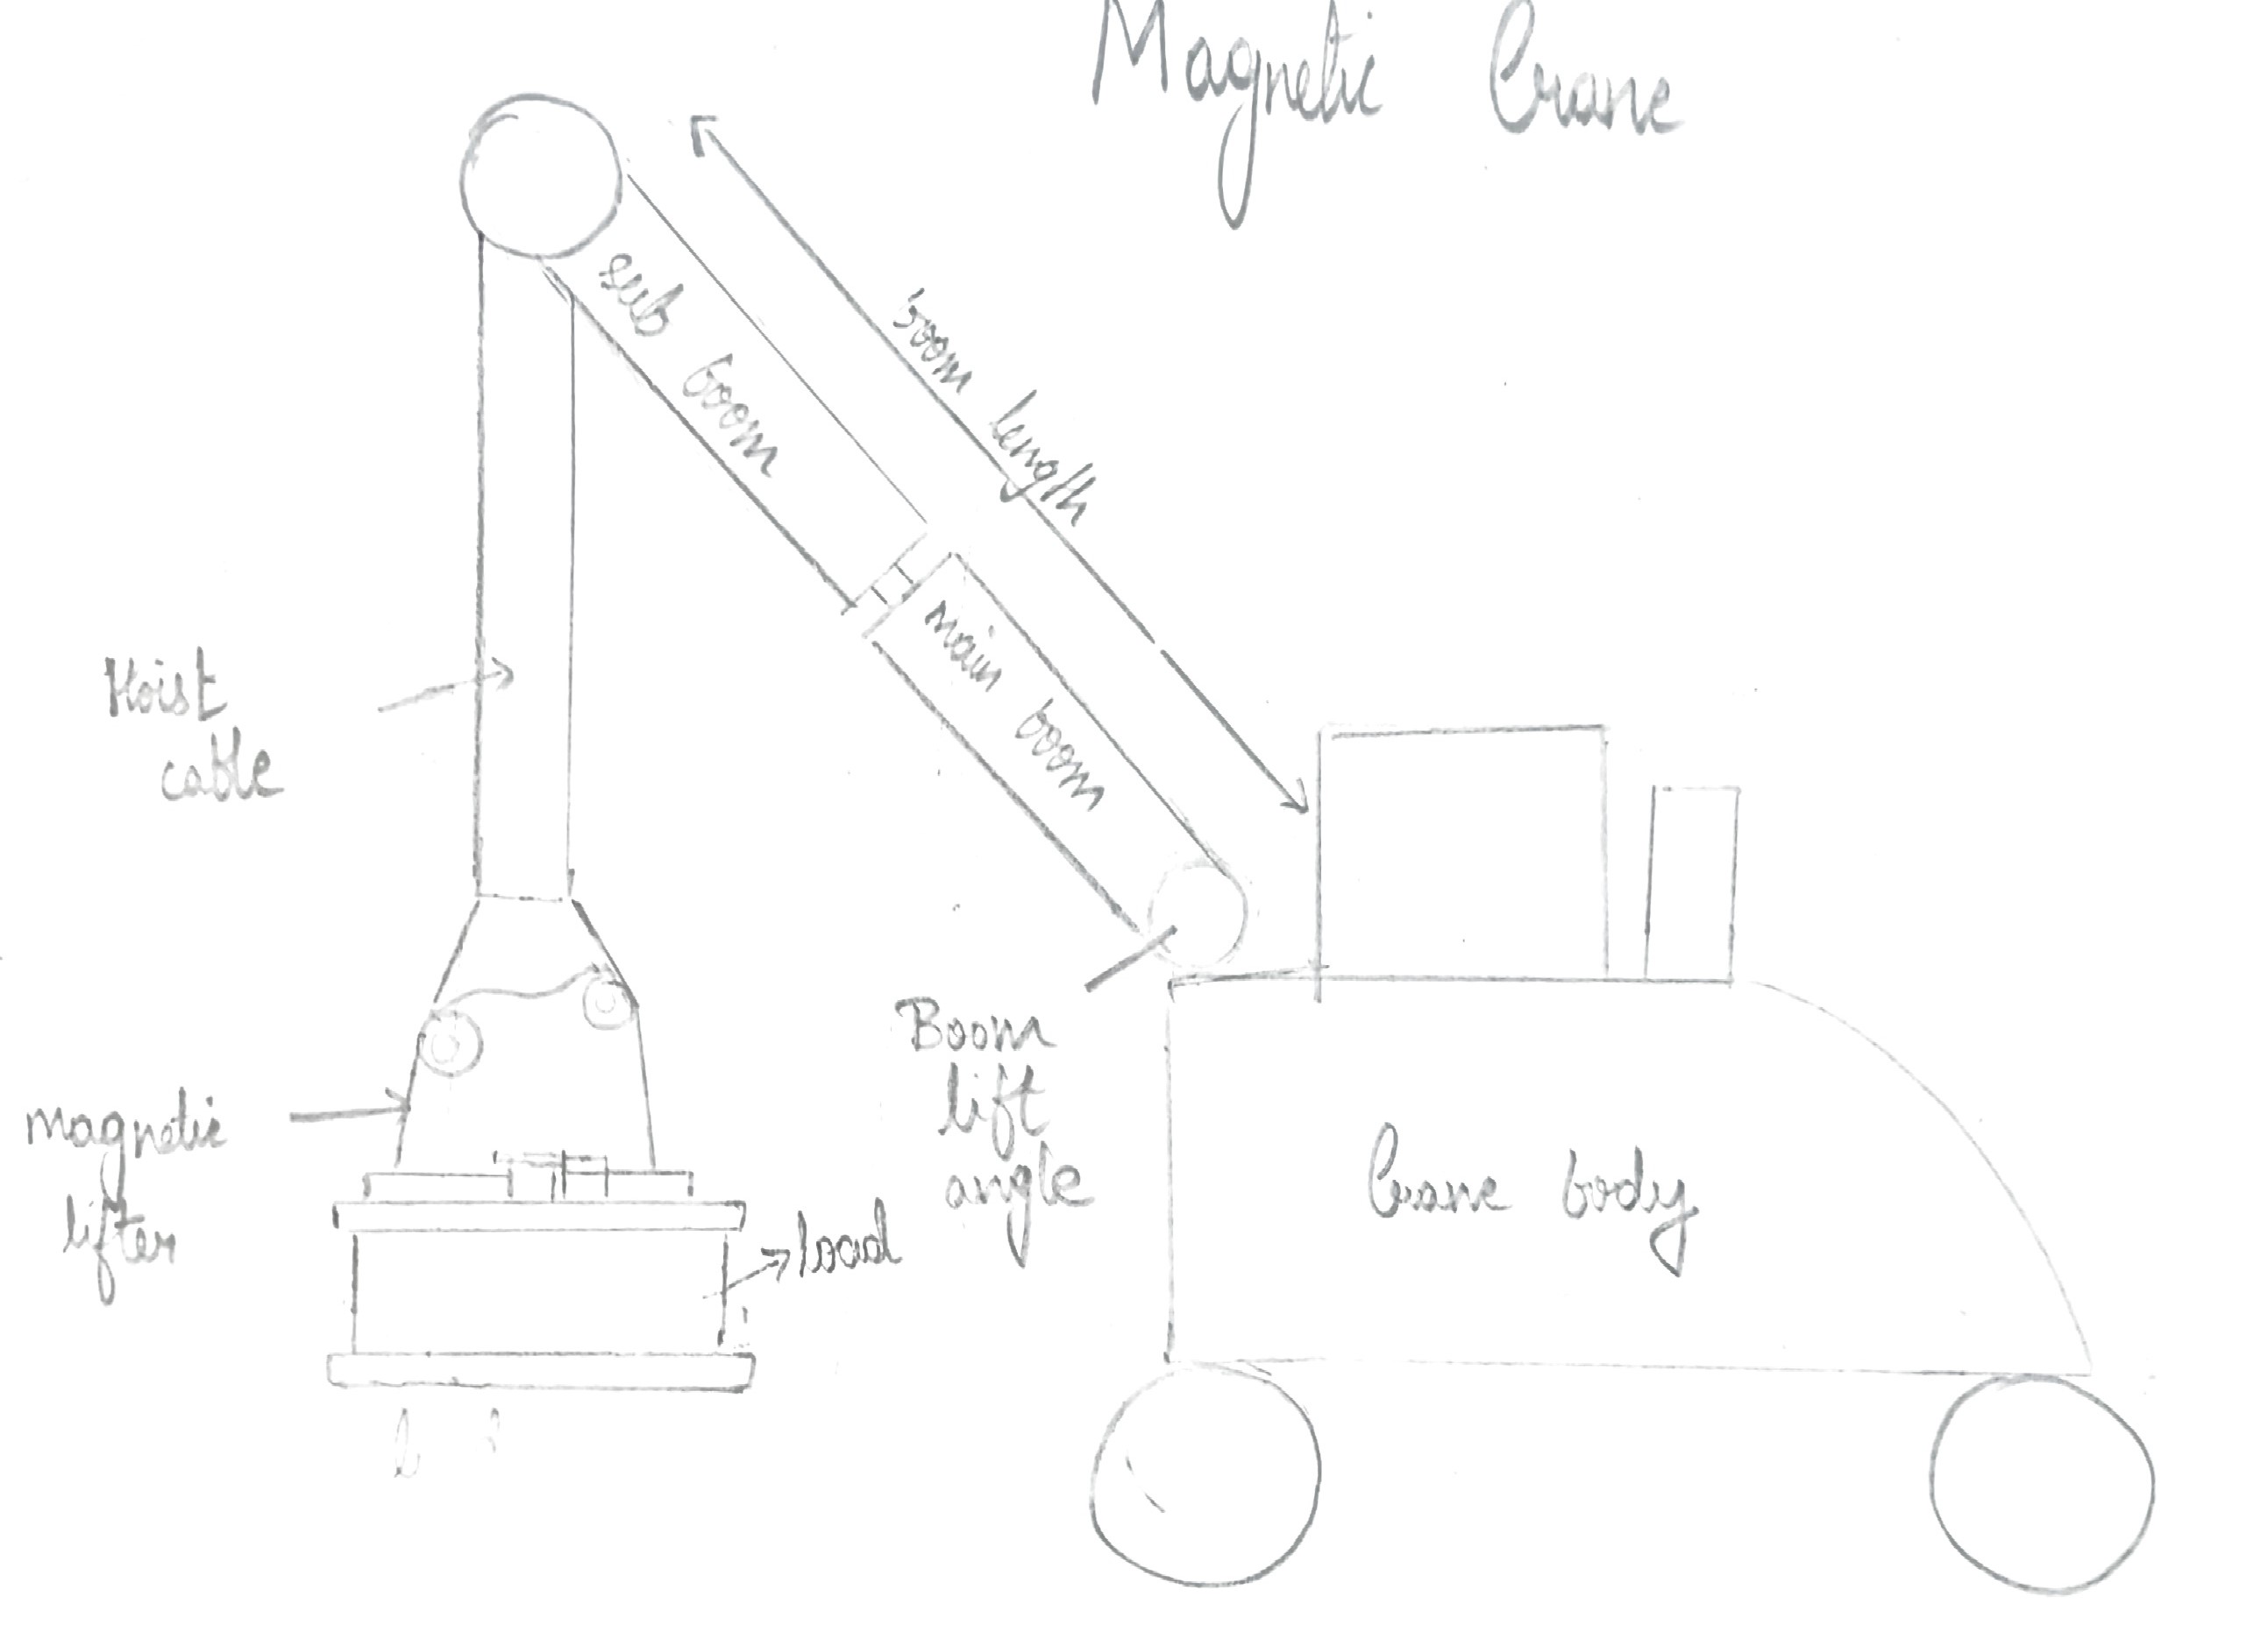 Magnetic Crane
sub boom
boom length
main boom
Hoist
cable
magnetic
lifter
load
Boom
lift
angle
Crane body